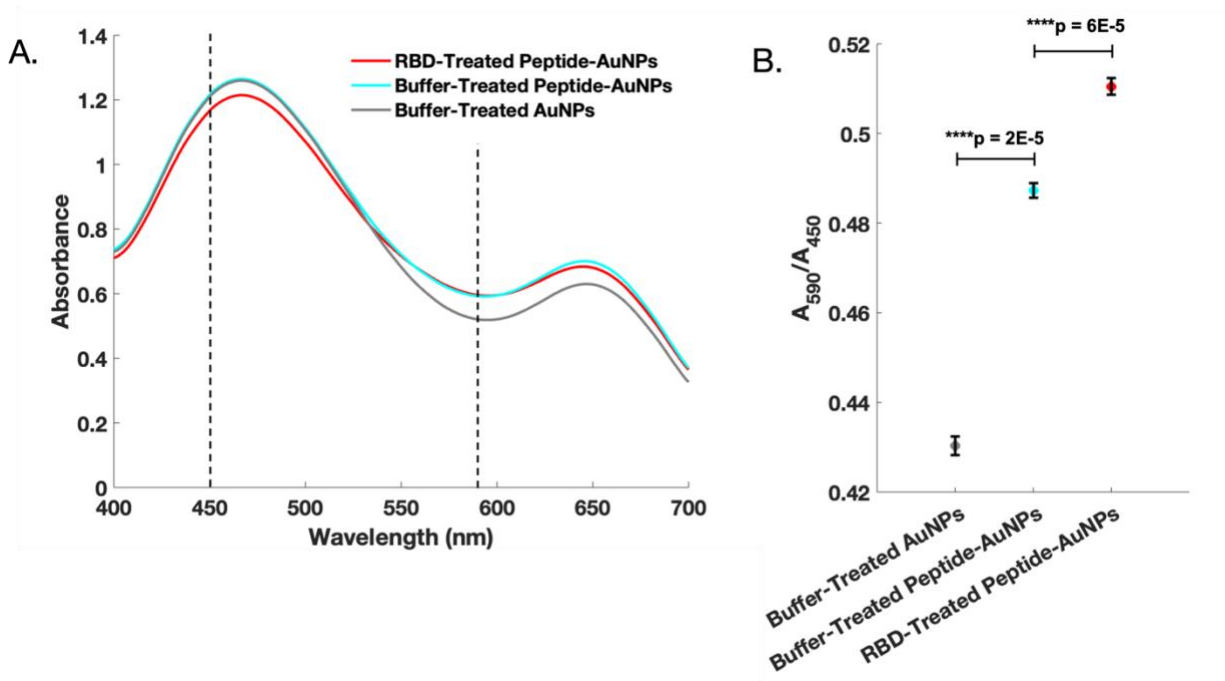 A.
1.4
1.2
1
0.8
0.6
0.4
0.2
0
Absorbance
400
450
500
550
600
650
700
Wavelength (nm)
RBD-Treated Peptide-AuNPs
Buffer-Treated Peptide-AuNPs
Buffer-Treated AuNPs
B.
0.52
0.5
0.48
0.46
0.44
0.42
A590/A450
****p = 6E-5
****p = 2E-5
Buffer-Treated AuNPs
Buffer-Treated Peptide-AuNPs
RBD-Treated Peptide-AuNPs